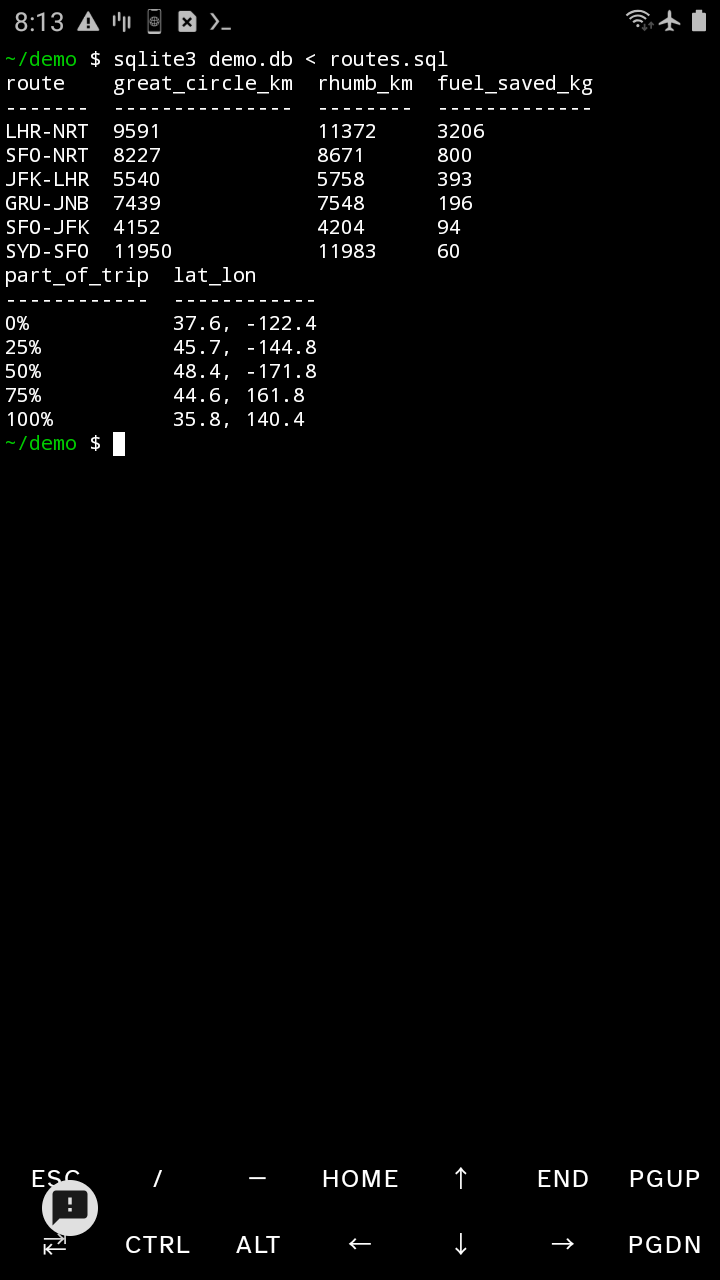 8:13
~/demo $ sqlite3 demo.db < routes.sql
route    great_circle_km  rhumb_km  fuel_saved_kg
-------  ---------------  --------  -------------
LHR-NRT  9591             11372     3206
SFO-NRT  8227             8671      800
JFK-LHR  5540             5758      393
GRU-JNB  7439             7548      196
SFO-JFK  4152             4204      94
SYD-SFO  11950            11983     60
part_of_trip  lat_lon
------------  ------------
0%            37.6, -122.4
25%           45.7, -144.8
50%           48.4, -171.8
75%           44.6, 161.8
100%          35.8, 140.4
~/demo $
ESC / — HOME ↑ END PGUP
CTRL ALT ← ↓ → PGDN